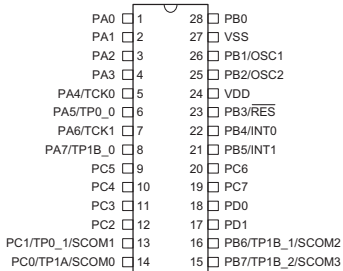 PA0 1 28 PB0
PA1 2 27 VSS
PA2 3 26 PB1/OSC1
PA3 4 25 PB2/OSC2
PA4/TCK0 5 24 VDD
PA5/TP0_0 6 23 PB3/RES
PA6/TCK1 7 22 PB4/INT0
PA7/TP1B_0 8 21 PB5/INT1
PC5 9 20 PC6
PC4 10 19 PC7
PC3 11 18 PD0
PC2 12 17 PD1
PC1/TP0_1/SCOM1 13 16 PB6/TP1B_1/SCOM2
PC0/TP1A/SCOM0 14 15 PB7/TP1B_2/SCOM3